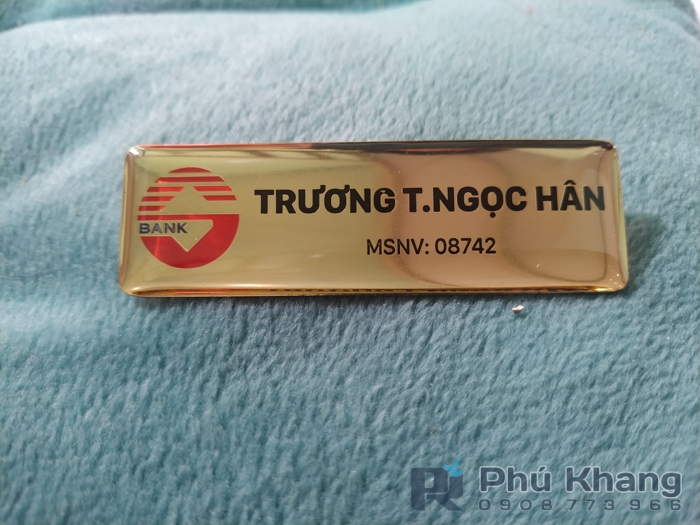 BANK
TRƯƠNG T.NGỌC HÂN
MSNV: 08742
Phú Khang
0908 773 966